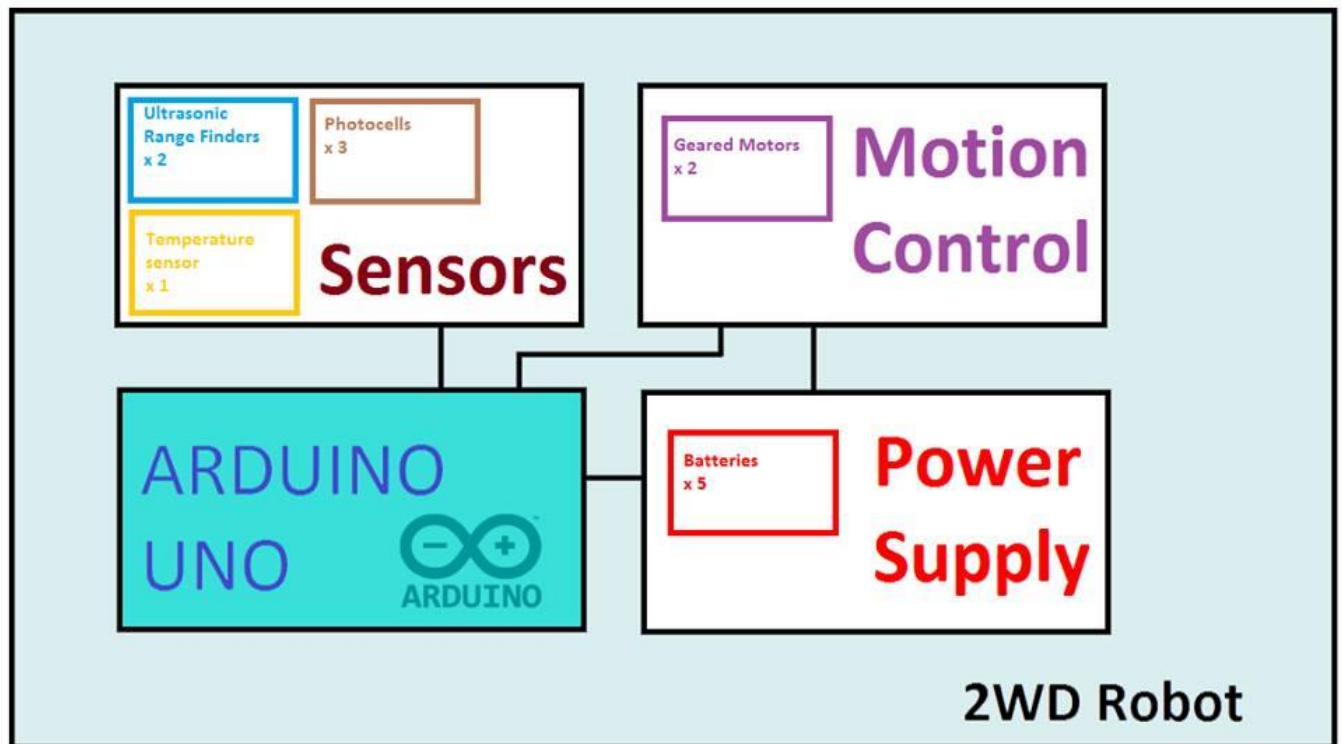 Ultrasonic
Range Finders
x 2
Photocells
x 3
Temperature
sensor
x 1
Sensors
Geared Motors
x 2
Motion
Control
ARDUINO
UNO
ARDUINO
Batteries
x 5
Power
Supply
2WD Robot